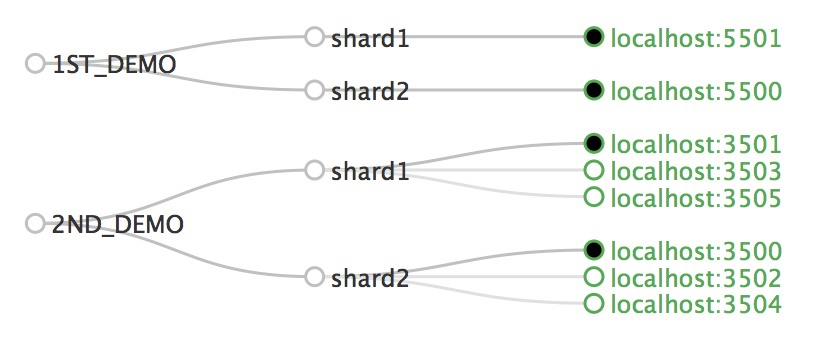 1ST_DEMO
shard1
localhost:5501
shard2
localhost:5500
2ND_DEMO
shard1
localhost:3501
localhost:3503
localhost:3505
shard2
localhost:3500
localhost:3502
localhost:3504